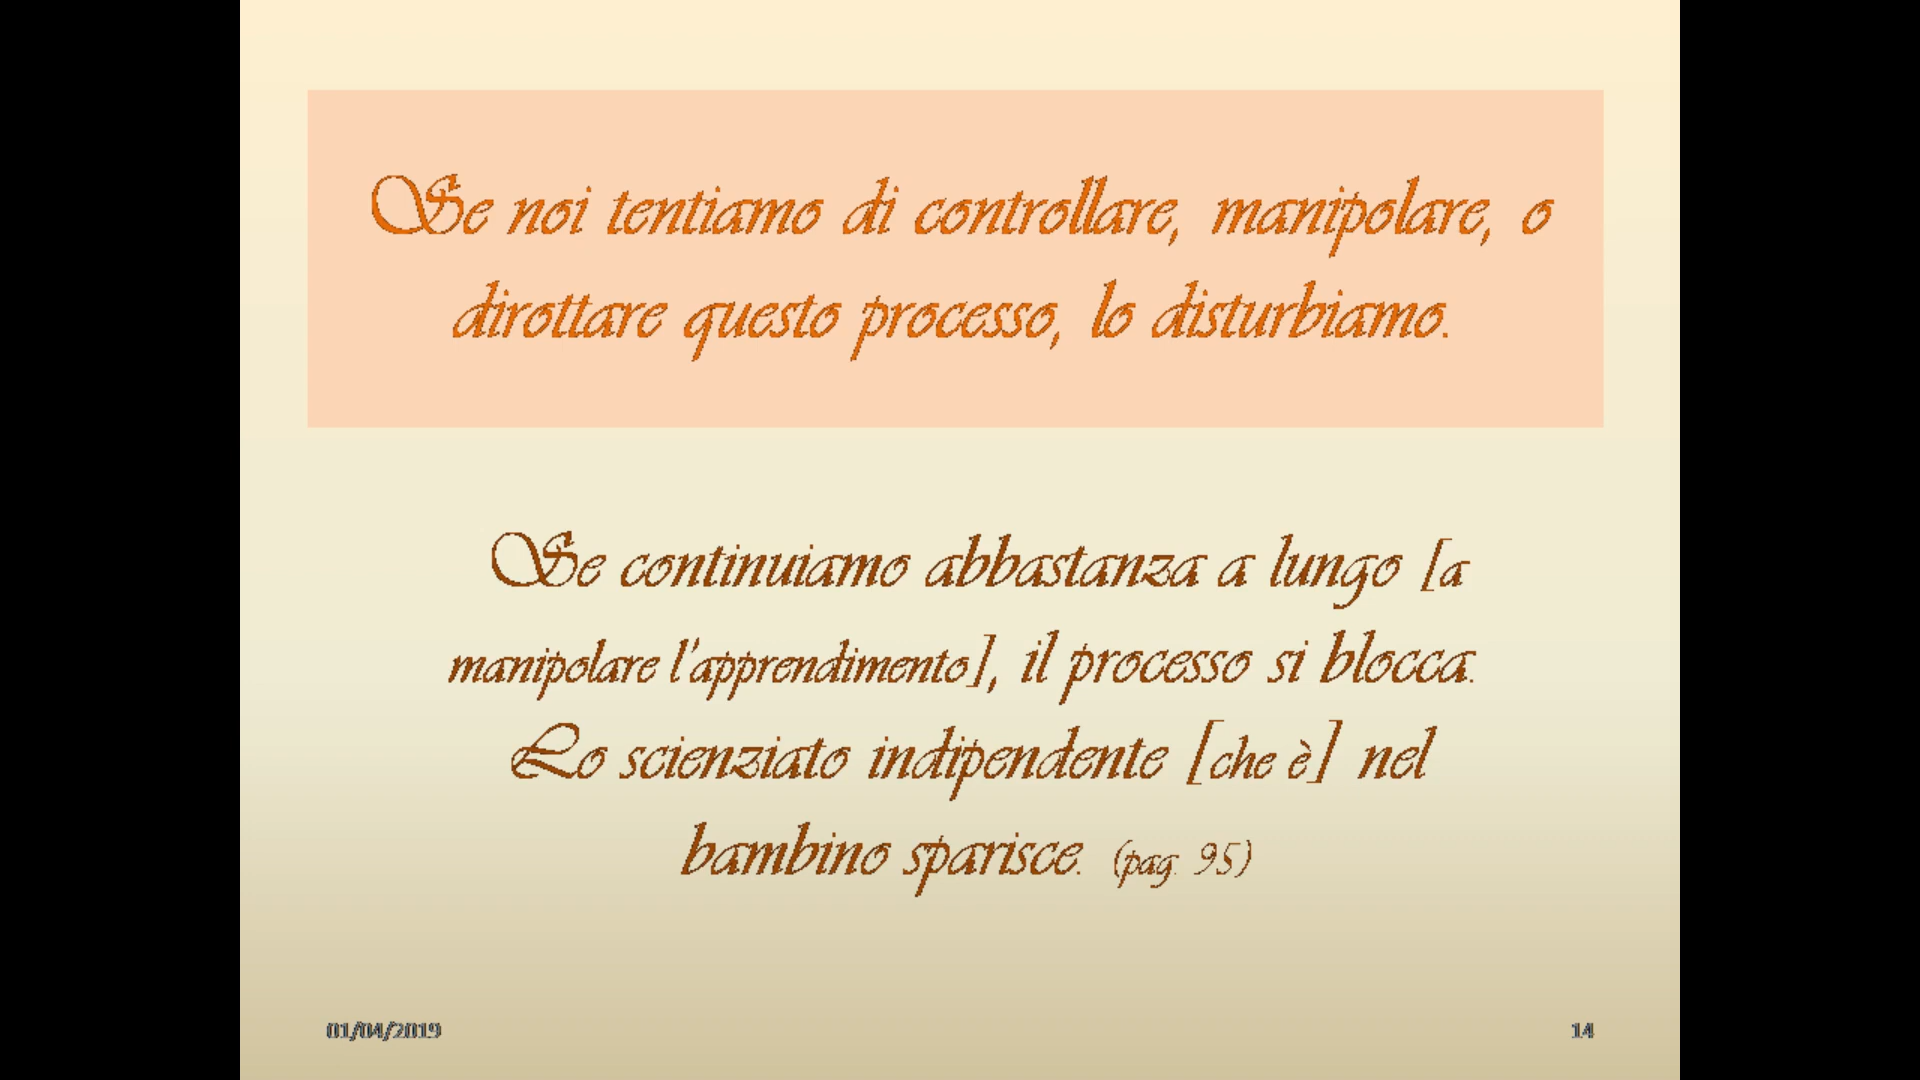 Se noi tentiamo di controllare, manipolare, o
dirottare questo processo, lo disturbiamo.
Se continuiamo abbastanza a lungo [a
manipolare l'apprendimento], il processo si blocca.
Lo scienziato indipendente [che è] nel
bambino sparisce. (pag. 95)
01/04/2019
14